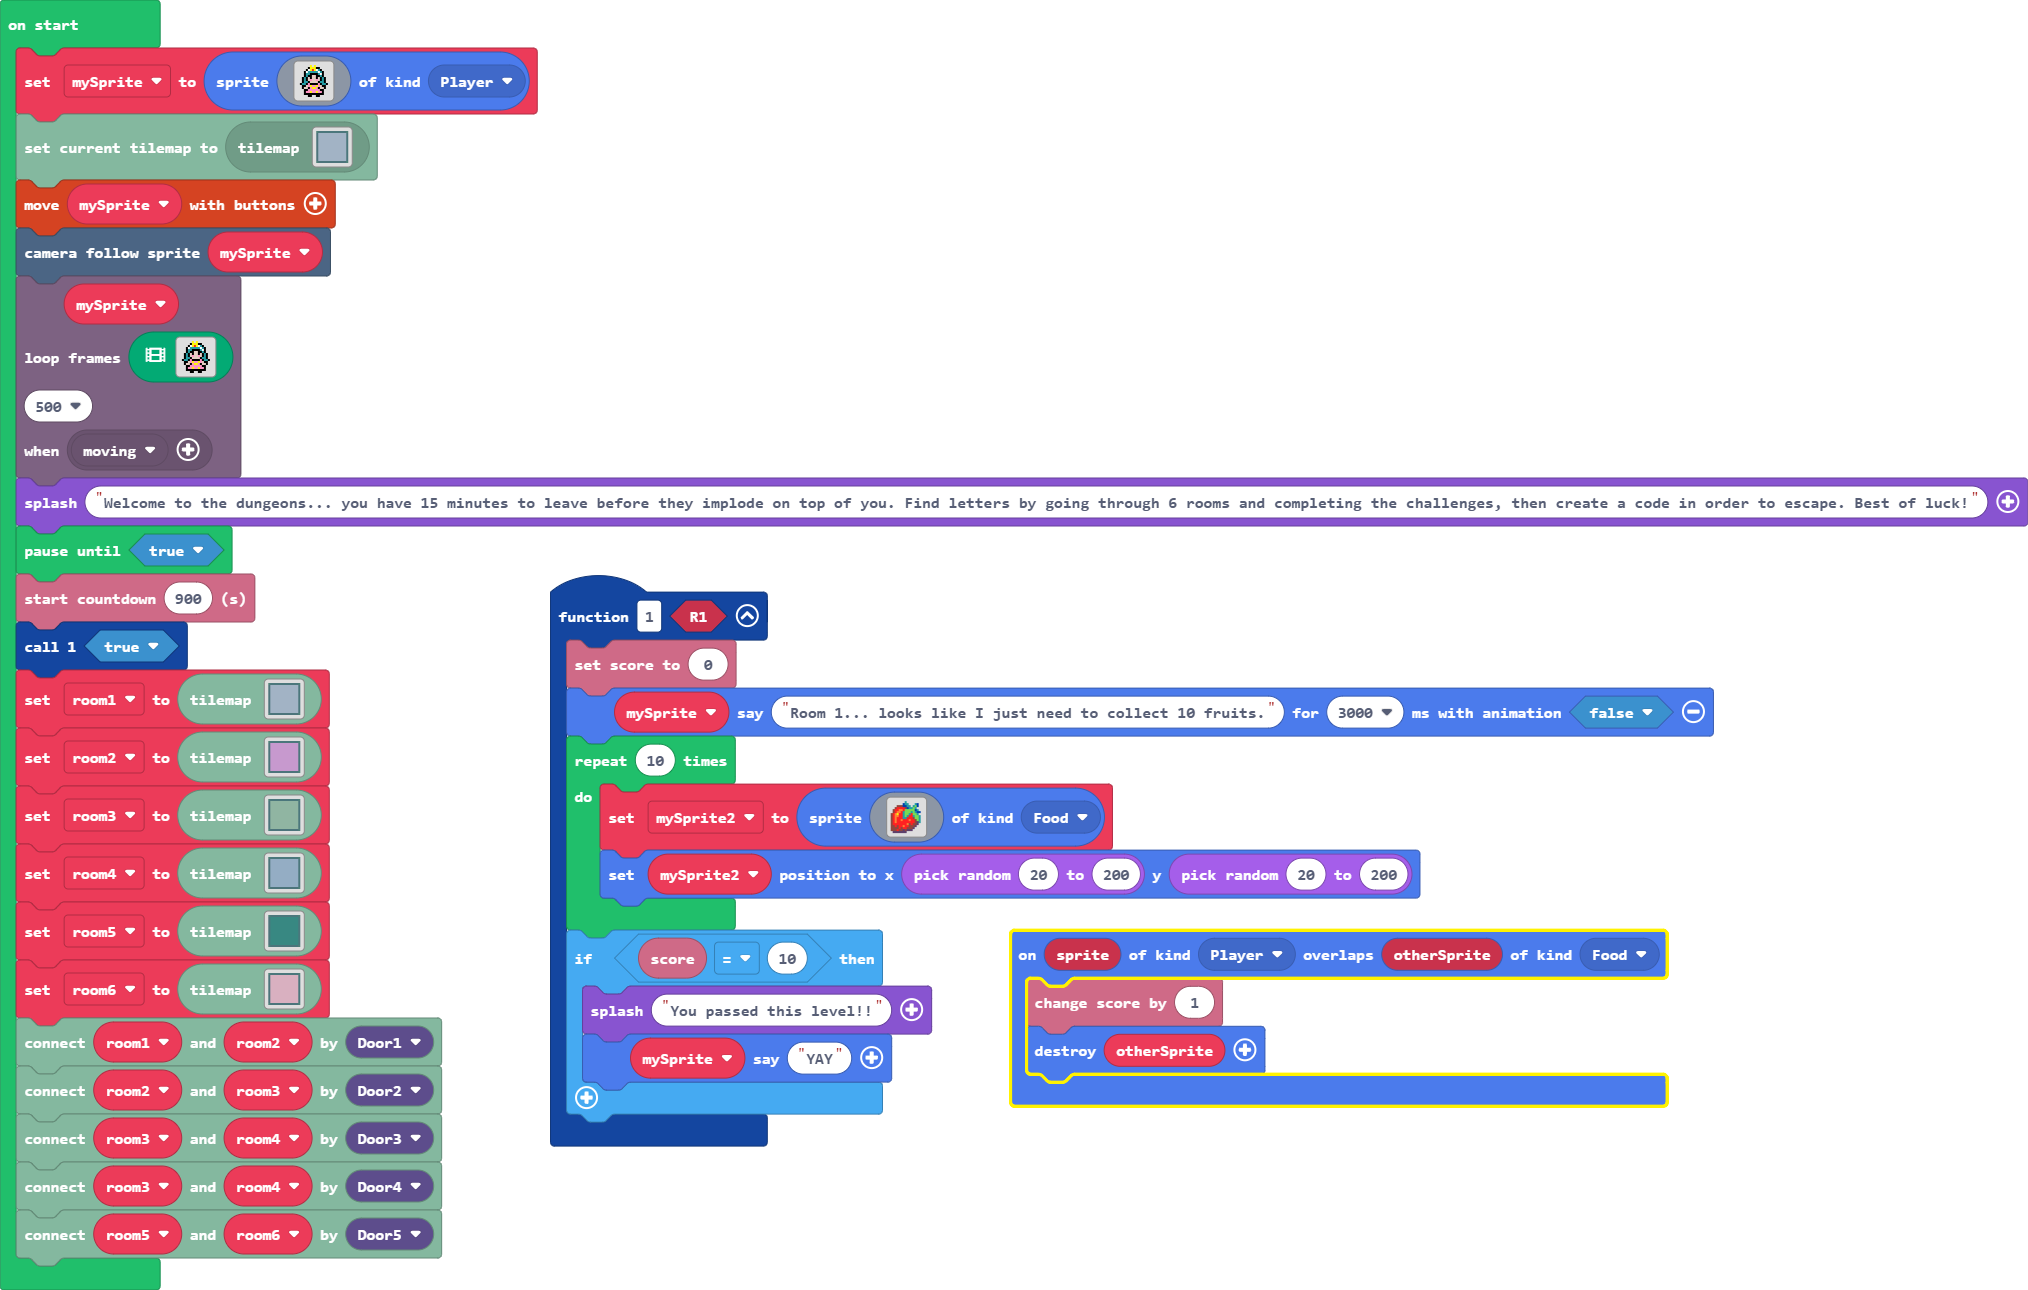 on start
set mySprite to sprite of kind Player
set current tilemap to tilemap
move mySprite with buttons
camera follow sprite mySprite
mySprite
loop frames
500
when moving
splash "Welcome to the dungeons... you have 15 minutes to leave before they implode on top of you. Find letters by going through 6 rooms and completing the challenges, then create a code in order to escape. Best of luck!"
pause until true
start countdown 900 (s)
call 1 true
set room1 to tilemap
set room2 to tilemap
set room3 to tilemap
set room4 to tilemap
set room5 to tilemap
set room6 to tilemap
connect room1 and room2 by Door1
connect room2 and room3 by Door2
connect room3 and room4 by Door3
connect room3 and room4 by Door4
connect room5 and room6 by Door5
function 1 R1
set score to 0
mySprite say "Room 1... looks like I just need to collect 10 fruits." for 3000 ms with animation false
repeat 10 times
do
set mySprite2 to sprite of kind Food
set mySprite2 position to x pick random 20 to 200 y pick random 20 to 200
if score = 10 then
splash "You passed this level!!"
mySprite say "YAY"
on sprite of kind Player overlaps otherSprite of kind Food
change score by 1
destroy otherSprite